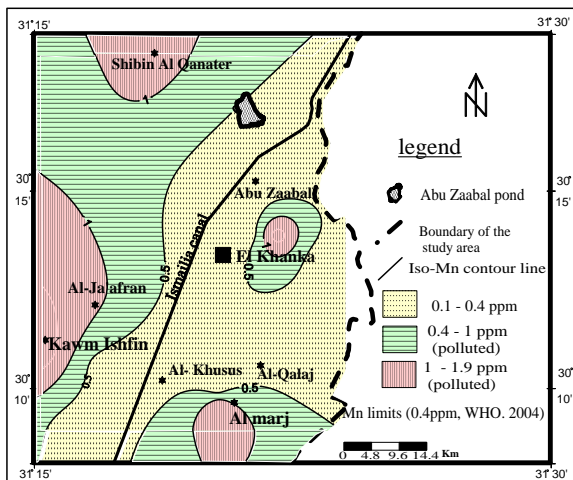 31° 15'
31° 30'
Shibin Al Qanater
1
1
0.5
30°
15'
30°
15'
Abu Zaabal
Ismailia canal
El Khanka
1
0.5
0.5
Al-Ja'afran
Kawm Ishfin
0.5
Al- Khusus
Al-Qalaj
0.5
Al marj
30°
10'
30°
10'
31° 15'
31° 30'
N
legend
Abu Zaabal pond
Boundary of the
study area
Iso-Mn contour line
0.1 - 0.4 ppm
0.4 - 1 ppm
(polluted)
1 - 1.9 ppm
(polluted)
Mn limits (0.4ppm, WHO. 2004)
0 4.8 9.6 14.4 Km